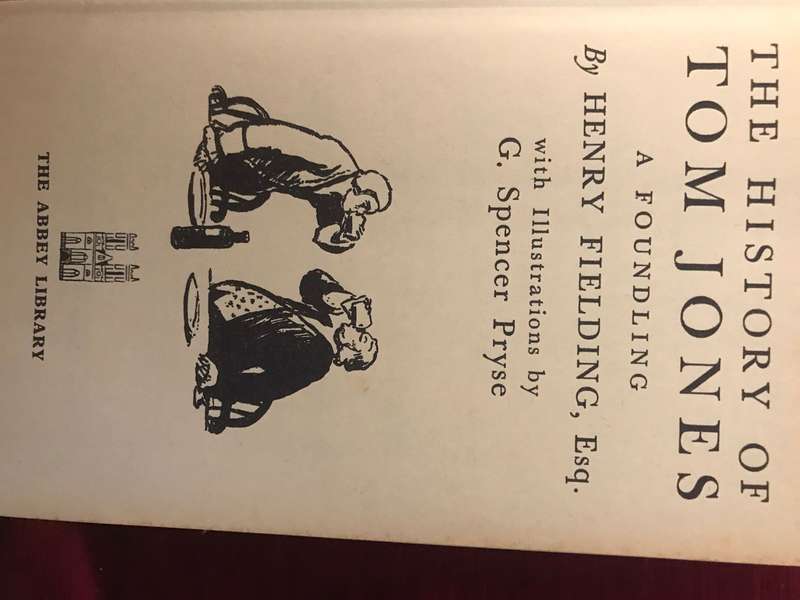 THE HISTORY OF
TOM JONES
A FOUNDLING
By HENRY FIELDING, Esq.
with Illustrations by
G. Spencer Pryse
THE ABBEY LIBRARY